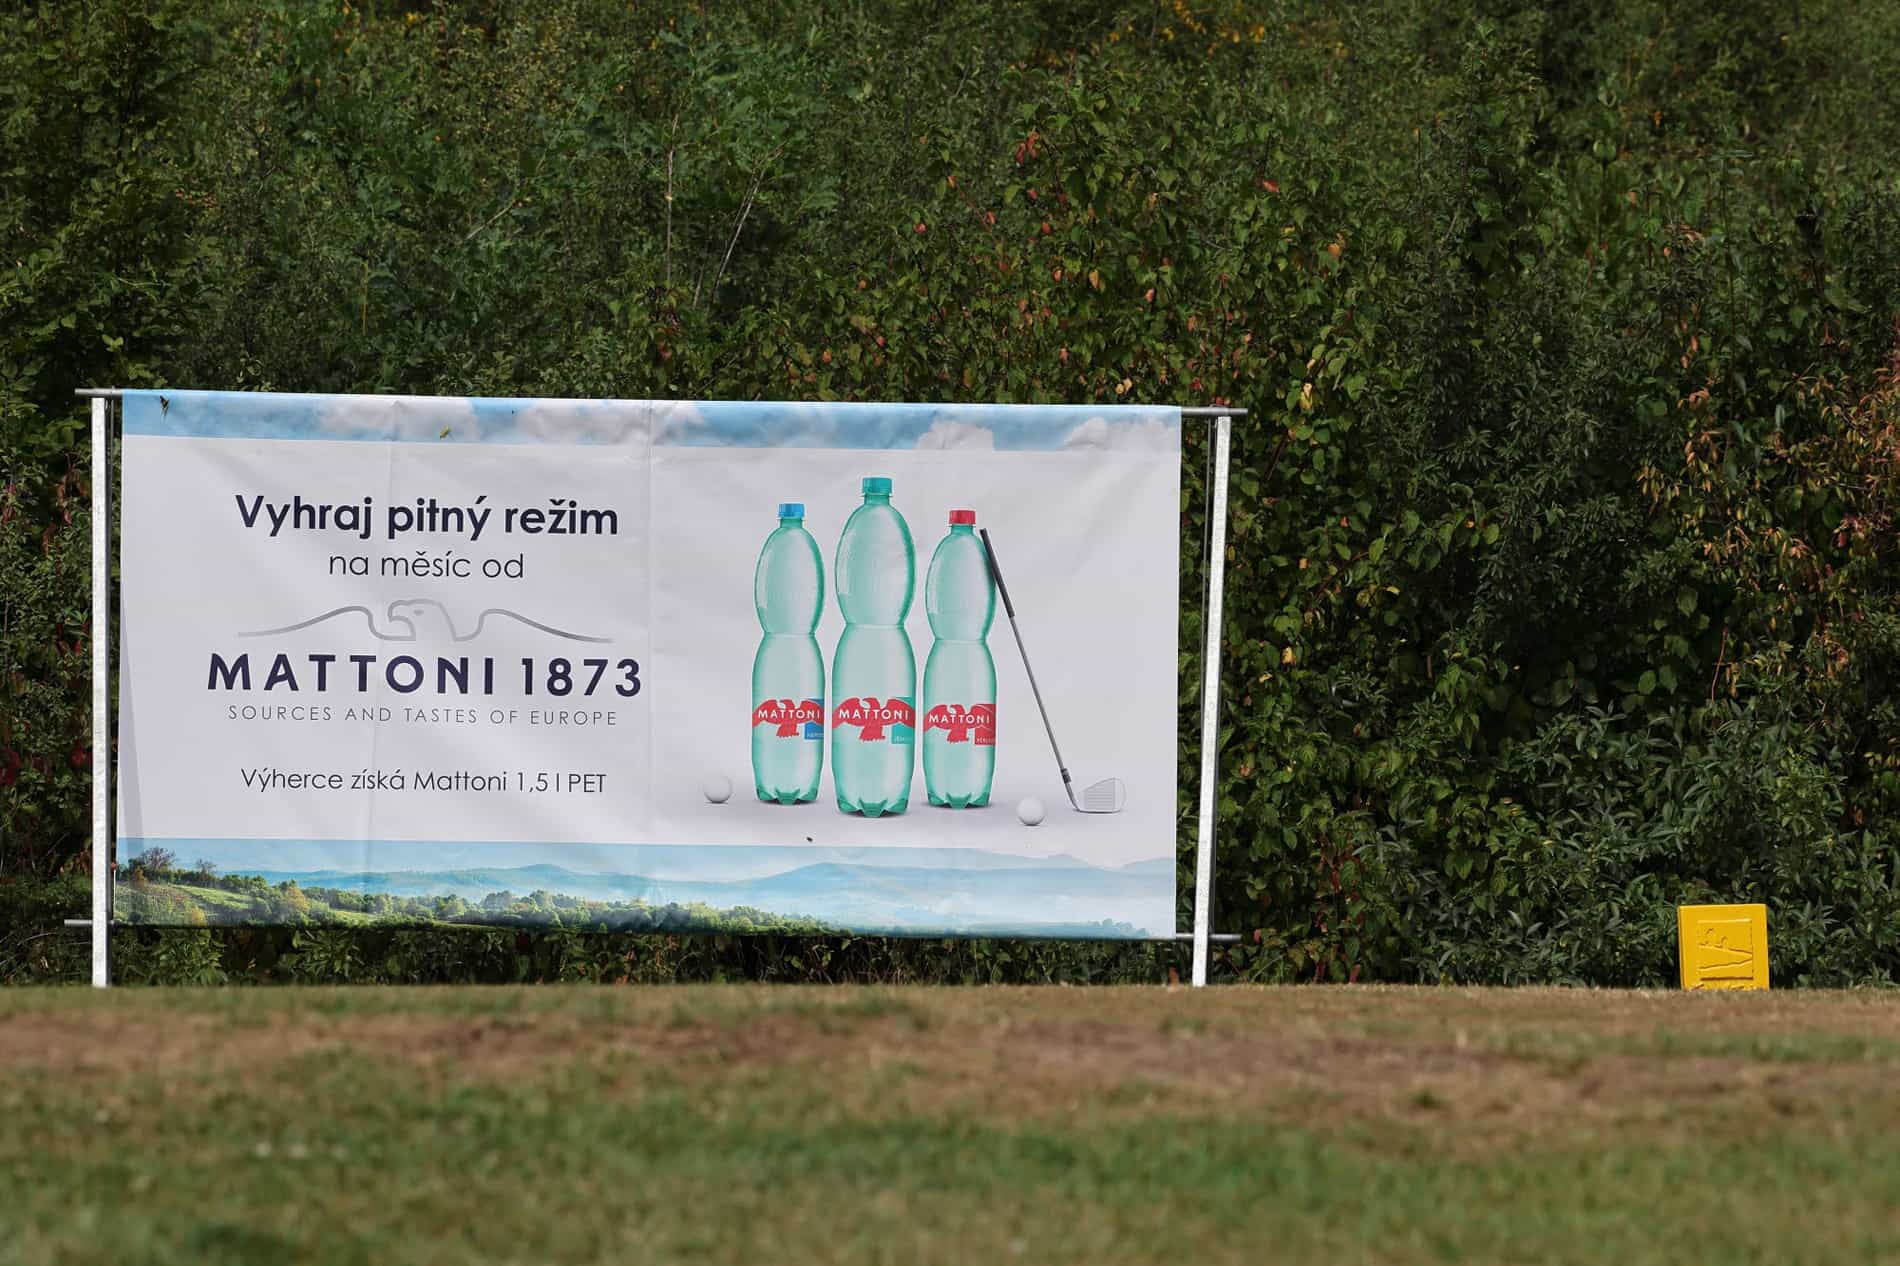 Vyhraj pitný režim
na měsíc od
MATTONI 1873
SOURCES AND TASTES OF EUROPE
Výherce získá Mattoni 1,5 l PET
MATTONI
MATTONI
MATTONI